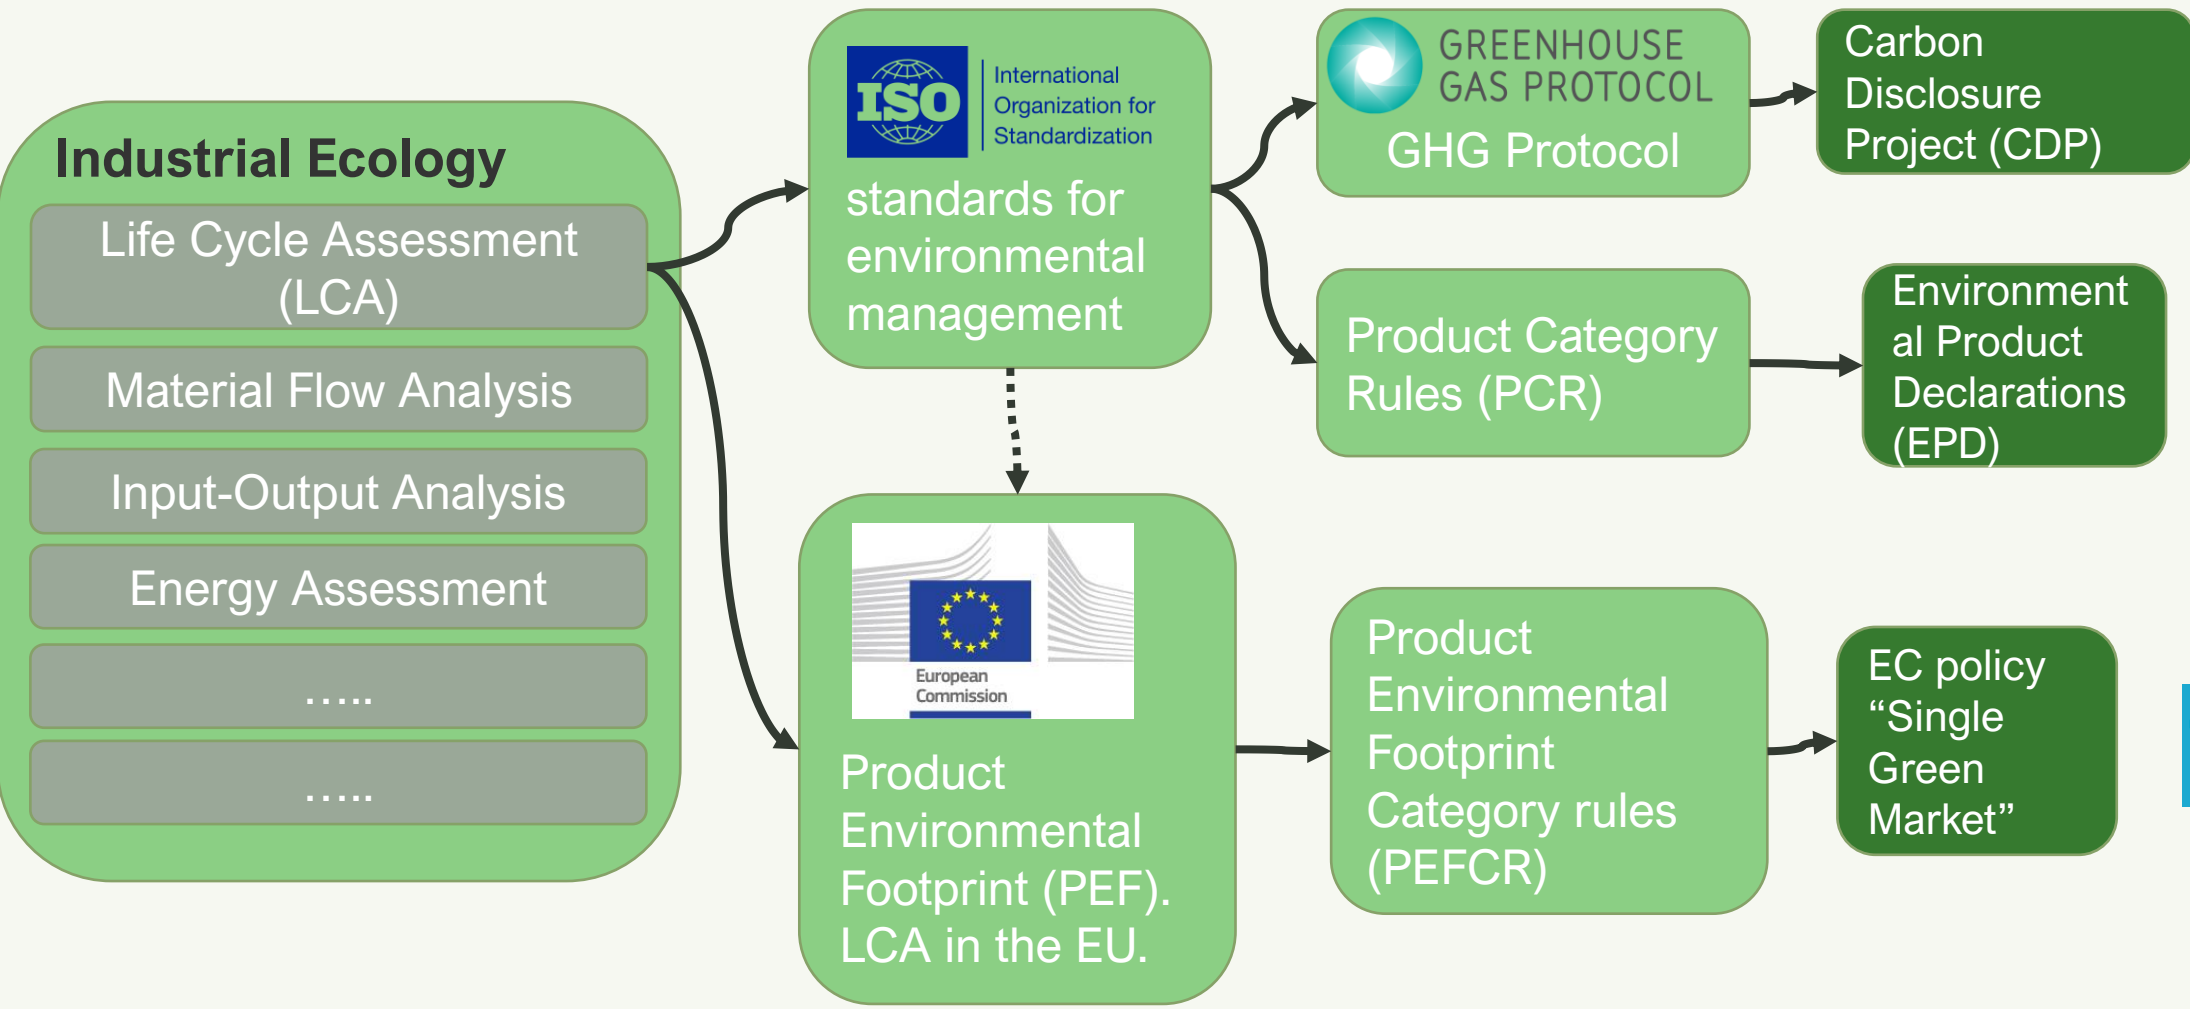 Industrial Ecology
Life Cycle Assessment
(LCA)
Material Flow Analysis
Input-Output Analysis
Energy Assessment
.....
.....
ISO
International
Organization for
Standardization
standards for
environmental
management
GREENHOUSE
GAS PROTOCOL
GHG Protocol
Carbon
Disclosure
Project (CDP)
Product Category
Rules (PCR)
Environment
al Product
Declarations
(EPD)
European
Commission
Product
Environmental
Footprint (PEF).
LCA in the EU.
Product
Environmental
Footprint
Category rules
(PEFCR)
EC policy
“Single
Green
Market”